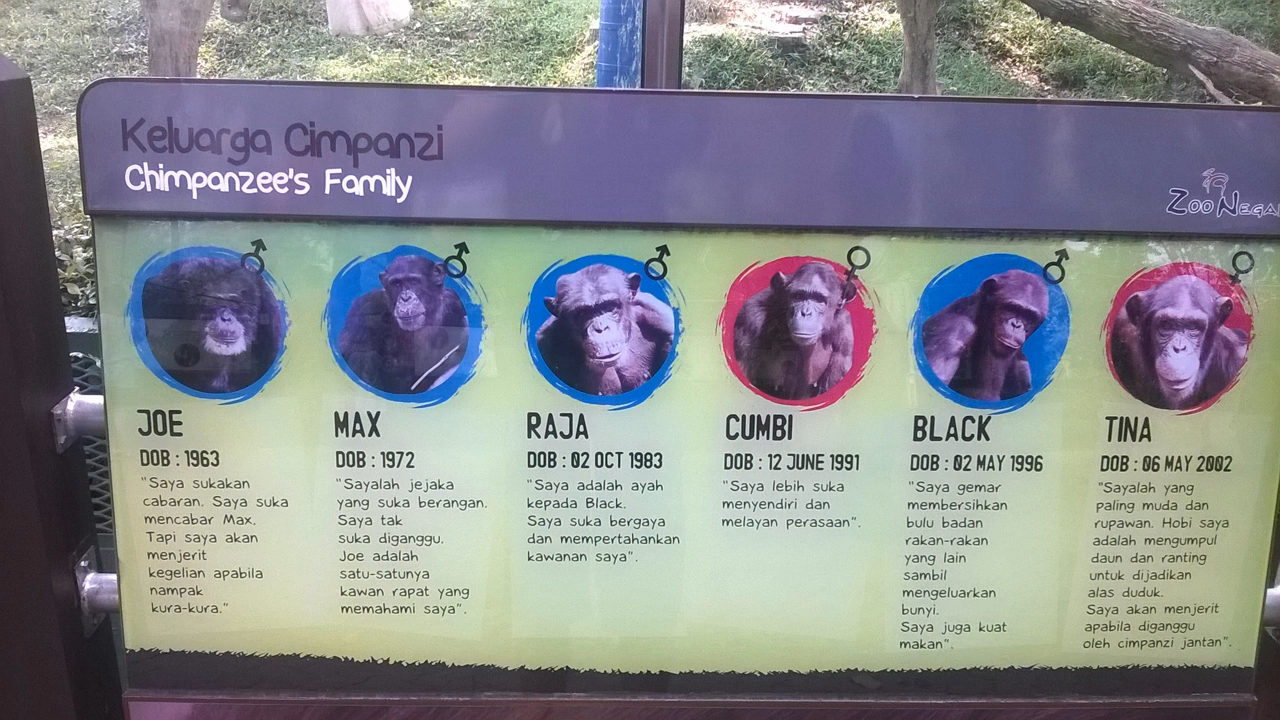 Keluarga Cimpanzi
Chimpanzee's Family
Zoo Nega
JOE
DOB : 1963
"Saya sukakan
cabaran. Saya suka
mencabar Max.
Tapi saya akan
menjerit
kegelian apabila
nampak
kura-kura."
MAX
DOB : 1972
"Sayalah jejaka
yang suka berangan.
Saya tak
suka diganggu.
Joe adalah
satu-satunya
kawan rapat yang
memahami saya".
RAJA
DOB : 02 OCT 1983
"Saya adalah ayah
kepada Black.
Saya suka bergaya
dan mempertahankan
kawanan saya".
CUMBI
DOB : 12 JUNE 1991
"Saya lebih suka
menyendiri dan
melayan perasaan".
BLACK
DOB : 02 MAY 1996
"Saya gemar
membersihkan
bulu badan
rakan-rakan
yang lain
sambil
mengeluarkan
bunyi.
Saya juga kuat
makan".
TINA
DOB : 06 MAY 2002
"Sayalah yang
paling muda dan
rupawan. Hobi saya
adalah mengumpul
daun dan ranting
untuk dijadikan
alas duduk.
Saya akan menjerit
apabila diganggu
oleh cimpanzi jantan".